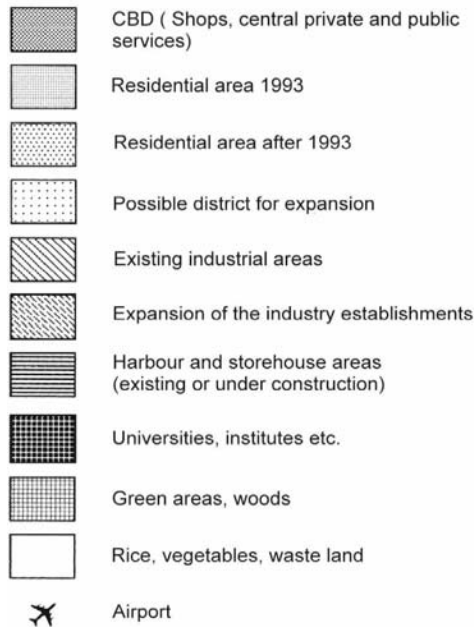 CBD ( Shops, central private and public
services)
Residential area 1993
Residential area after 1993
Possible district for expansion
Existing industrial areas
Expansion of the industry establishments
Harbour and storehouse areas
(existing or under construction)
Universities, institutes etc.
Green areas, woods
Rice, vegetables, waste land
Airport